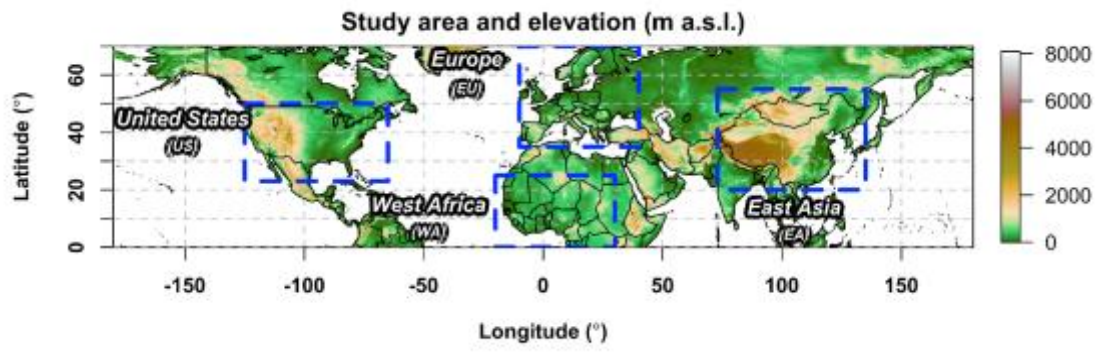 Study area and elevation (m a.s.l.)
Europe
(EU)
United States
(US)
West Africa
(WA)
East Asia
(EA)
Latitude (°)
60
40
20
0
-150
-100
-50
0
50
100
150
Longitude (°)
8000
6000
4000
2000
0